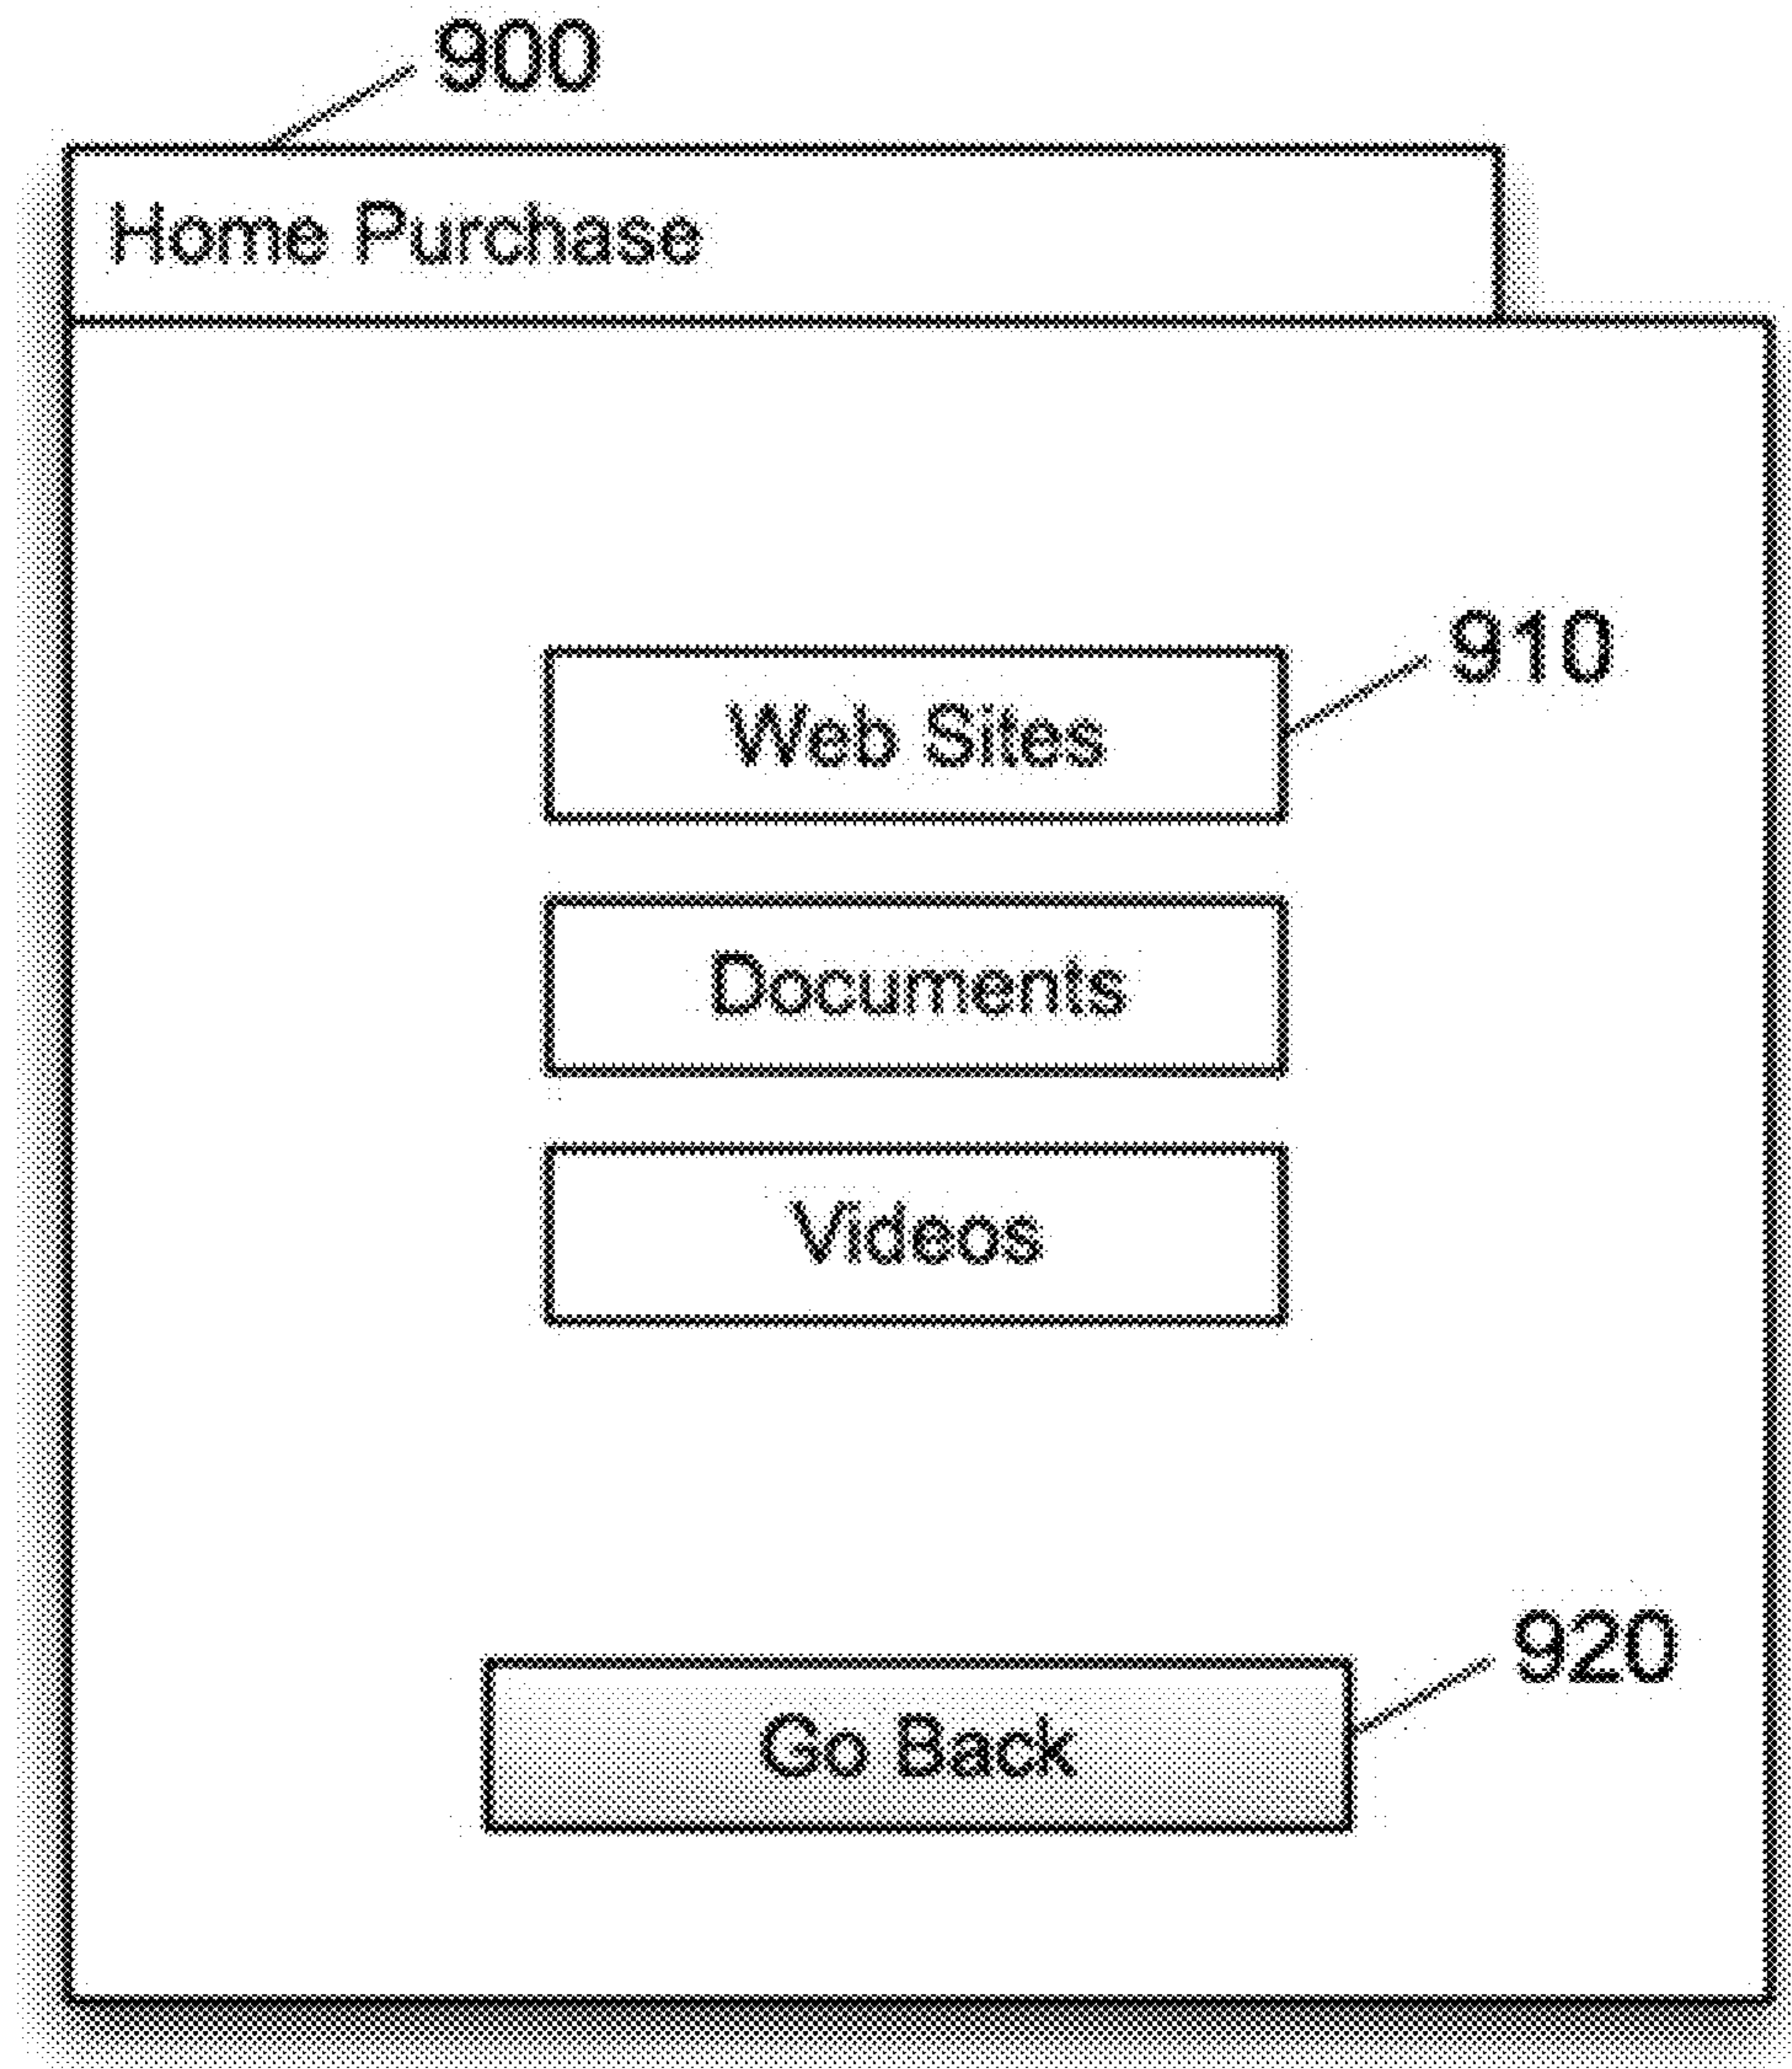 900
Home Purchase
910
Web Sites
Documents
Videos
920
Go Back